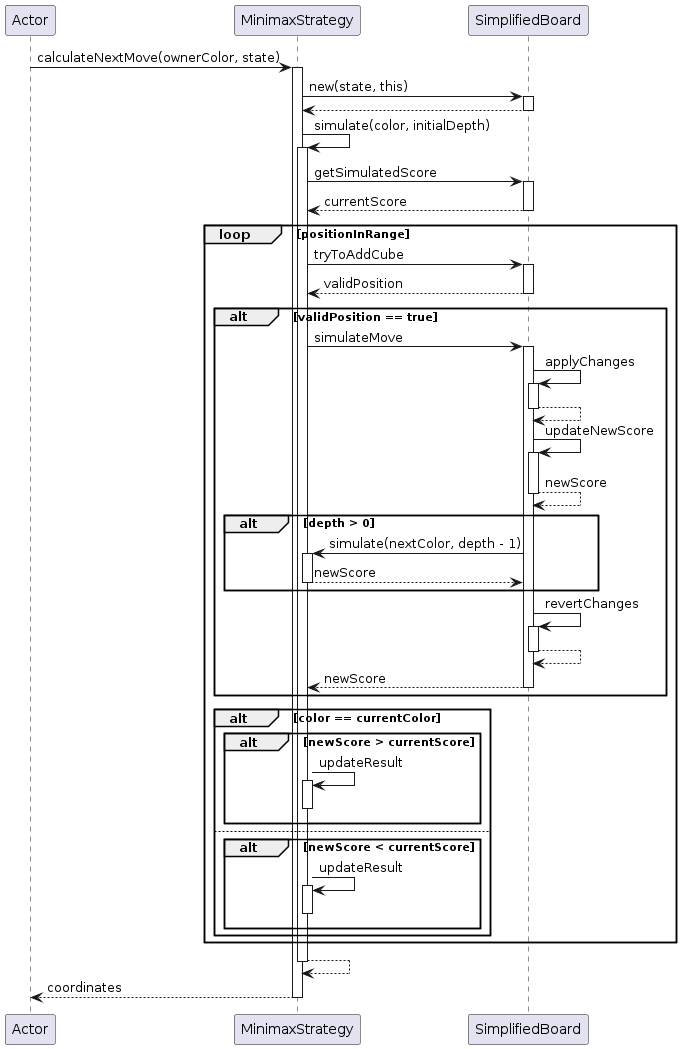 Actor MinimaxStrategy SimplifiedBoard
calculateNextMove(ownerColor, state)
new(state, this)
simulate(color, initialDepth)
getSimulatedScore
currentScore
loop [positionInRange]
tryToAddCube
validPosition
alt [validPosition == true]
simulateMove
applyChanges
updateNewScore
newScore
alt [depth > 0]
simulate(nextColor, depth - 1)
newScore
revertChanges
newScore
alt [color == currentColor]
alt [newScore > currentScore]
updateResult
alt [newScore < currentScore]
updateResult
coordinates
Actor MinimaxStrategy SimplifiedBoard